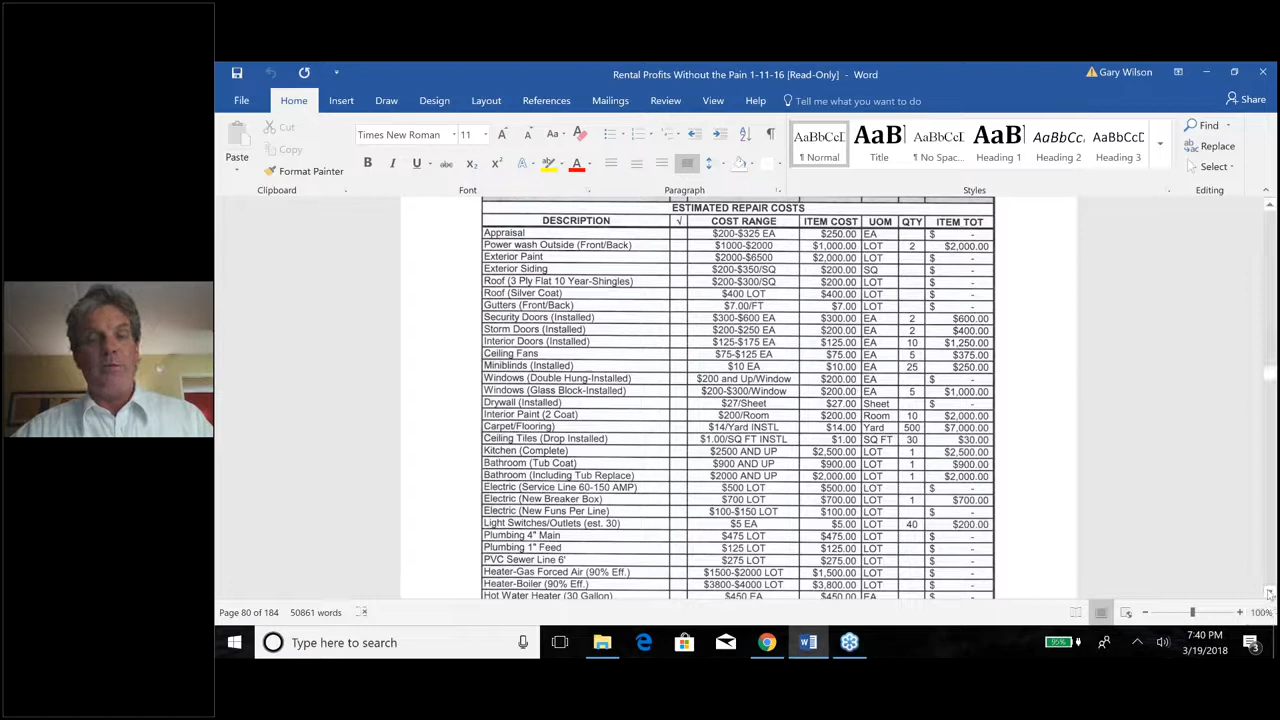 Rental Profits Without the Pain 1-11-16 [Read-Only] - Word
Gary Wilson
File Home Insert Draw Design Layout References Mailings Review View Help Tell me what you want to do Share
Paste
Cut
Copy
Format Painter
Times New Roman 11
AaBbCcD AaB AaBbCcD AaB AaBbCc AaBbCcD
¶ Normal Title ¶ No Spac... Heading 1 Heading 2 Heading 3
Find
Replace
Select
Clipboard Font Paragraph Styles Editing
ESTIMATED REPAIR COSTS
DESCRIPTION √ COST RANGE ITEM COST UOM QTY ITEM TOT
Appraisal $200-$325 EA $250.00 EA $ -
Power wash Outside (Front/Back) $1000-$2000 $1,000.00 LOT 2 $2,000.00
Exterior Paint $2000-$6500 $2,000.00 LOT $ -
Exterior Siding $200-$350/SQ $200.00 SQ $ -
Roof (3 Ply Flat 10 Year-Shingles) $200-$300/SQ $200.00 LOT $ -
Roof (Silver Coat) $400 LOT $400.00 LOT $ -
Gutters (Front/Back) $7.00/FT $7.00 LOT $ -
Security Doors (Installed) $300-$600 EA $300.00 EA 2 $600.00
Storm Doors (Installed) $200-$250 EA $200.00 EA 2 $400.00
Interior Doors (Installed) $125-$175 EA $125.00 EA 10 $1,250.00
Ceiling Fans $75-$125 EA $75.00 EA 5 $375.00
Miniblinds (Installed) $10 EA $10.00 EA 25 $250.00
Windows (Double Hung-Installed) $200 and Up/Window $200.00 EA $ -
Windows (Glass Block-Installed) $200-$300/Window $200.00 EA 5 $1,000.00
Drywall (Installed) $27/Sheet $27.00 Sheet $ -
Interior Paint (2 Coat) $200/Room $200.00 Room 10 $2,000.00
Carpet/Flooring) $14/Yard INSTL $14.00 Yard 500 $7,000.00
Ceiling Tiles (Drop Installed) $1.00/SQ FT INSTL $1.00 SQ FT 30 $30.00
Kitchen (Complete) $2500 AND UP $2,500.00 LOT 1 $2,500.00
Bathroom (Tub Coat) $900 AND UP $900.00 LOT 1 $900.00
Bathroom (Including Tub Replace) $2000 AND UP $2,000.00 LOT 1 $2,000.00
Electric (Service Line 60-150 AMP) $500 LOT $500.00 LOT $ -
Electric (New Breaker Box) $700 LOT $700.00 LOT 1 $700.00
Electric (New Funs Per Line) $100-$150 LOT $100.00 LOT $ -
Light Switches/Outlets (est. 30) $5 EA $5.00 LOT 40 $200.00
Plumbing 4" Main $475 LOT $475.00 LOT $ -
Plumbing 1" Feed $125 LOT $125.00 LOT $ -
PVC Sewer Line 6' $275 LOT $275.00 LOT $ -
Heater-Gas Forced Air (90% Eff.) $1500-$2000 LOT $1,500.00 LOT $ -
Heater-Boiler (90% Eff.) $3800-$4000 LOT $3,800.00 LOT $ -
Hot Water Heater (30 Gallon) $450 EA $450.00 EA $ -
Page 80 of 184 50861 words 100%
Type here to search
95%
7:40 PM
3/19/2018
3